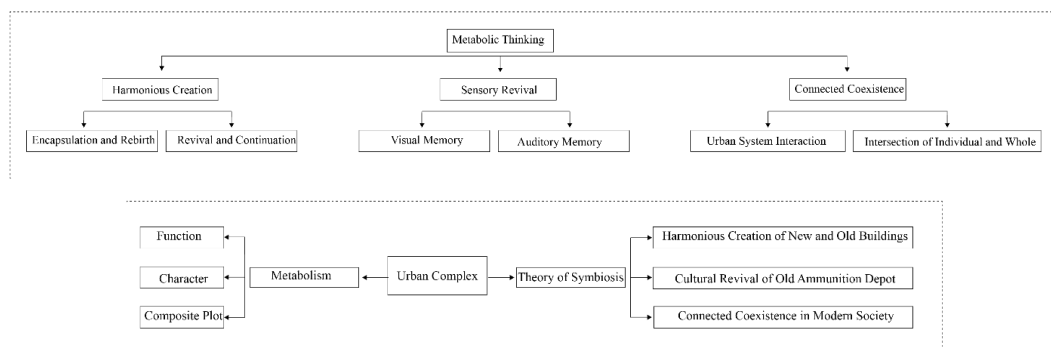 Metabolic Thinking
Harmonious Creation
Sensory Revival
Connected Coexistence
Encapsulation and Rebirth
Revival and Continuation
Visual Memory
Auditory Memory
Urban System Interaction
Intersection of Individual and Whole
Function
Character
Composite Plot
Metabolism
Urban Complex
Theory of Symbiosis
Harmonious Creation of New and Old Buildings
Cultural Revival of Old Ammunition Depot
Connected Coexistence in Modern Society